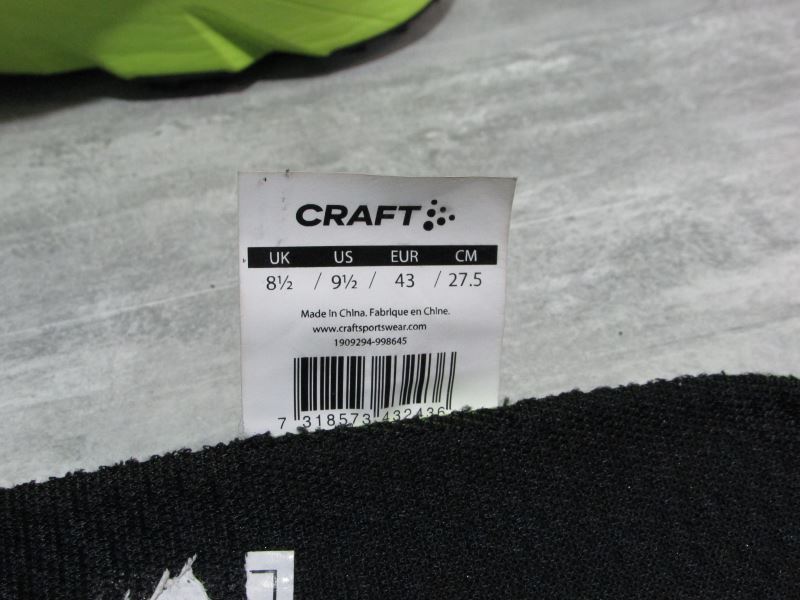 CRAFT
UK US EUR CM
8½ / 9½ / 43 / 27.5
Made in China. Fabrique en Chine.
www.craftsportswear.com
1909294-998645
7 318573 432436